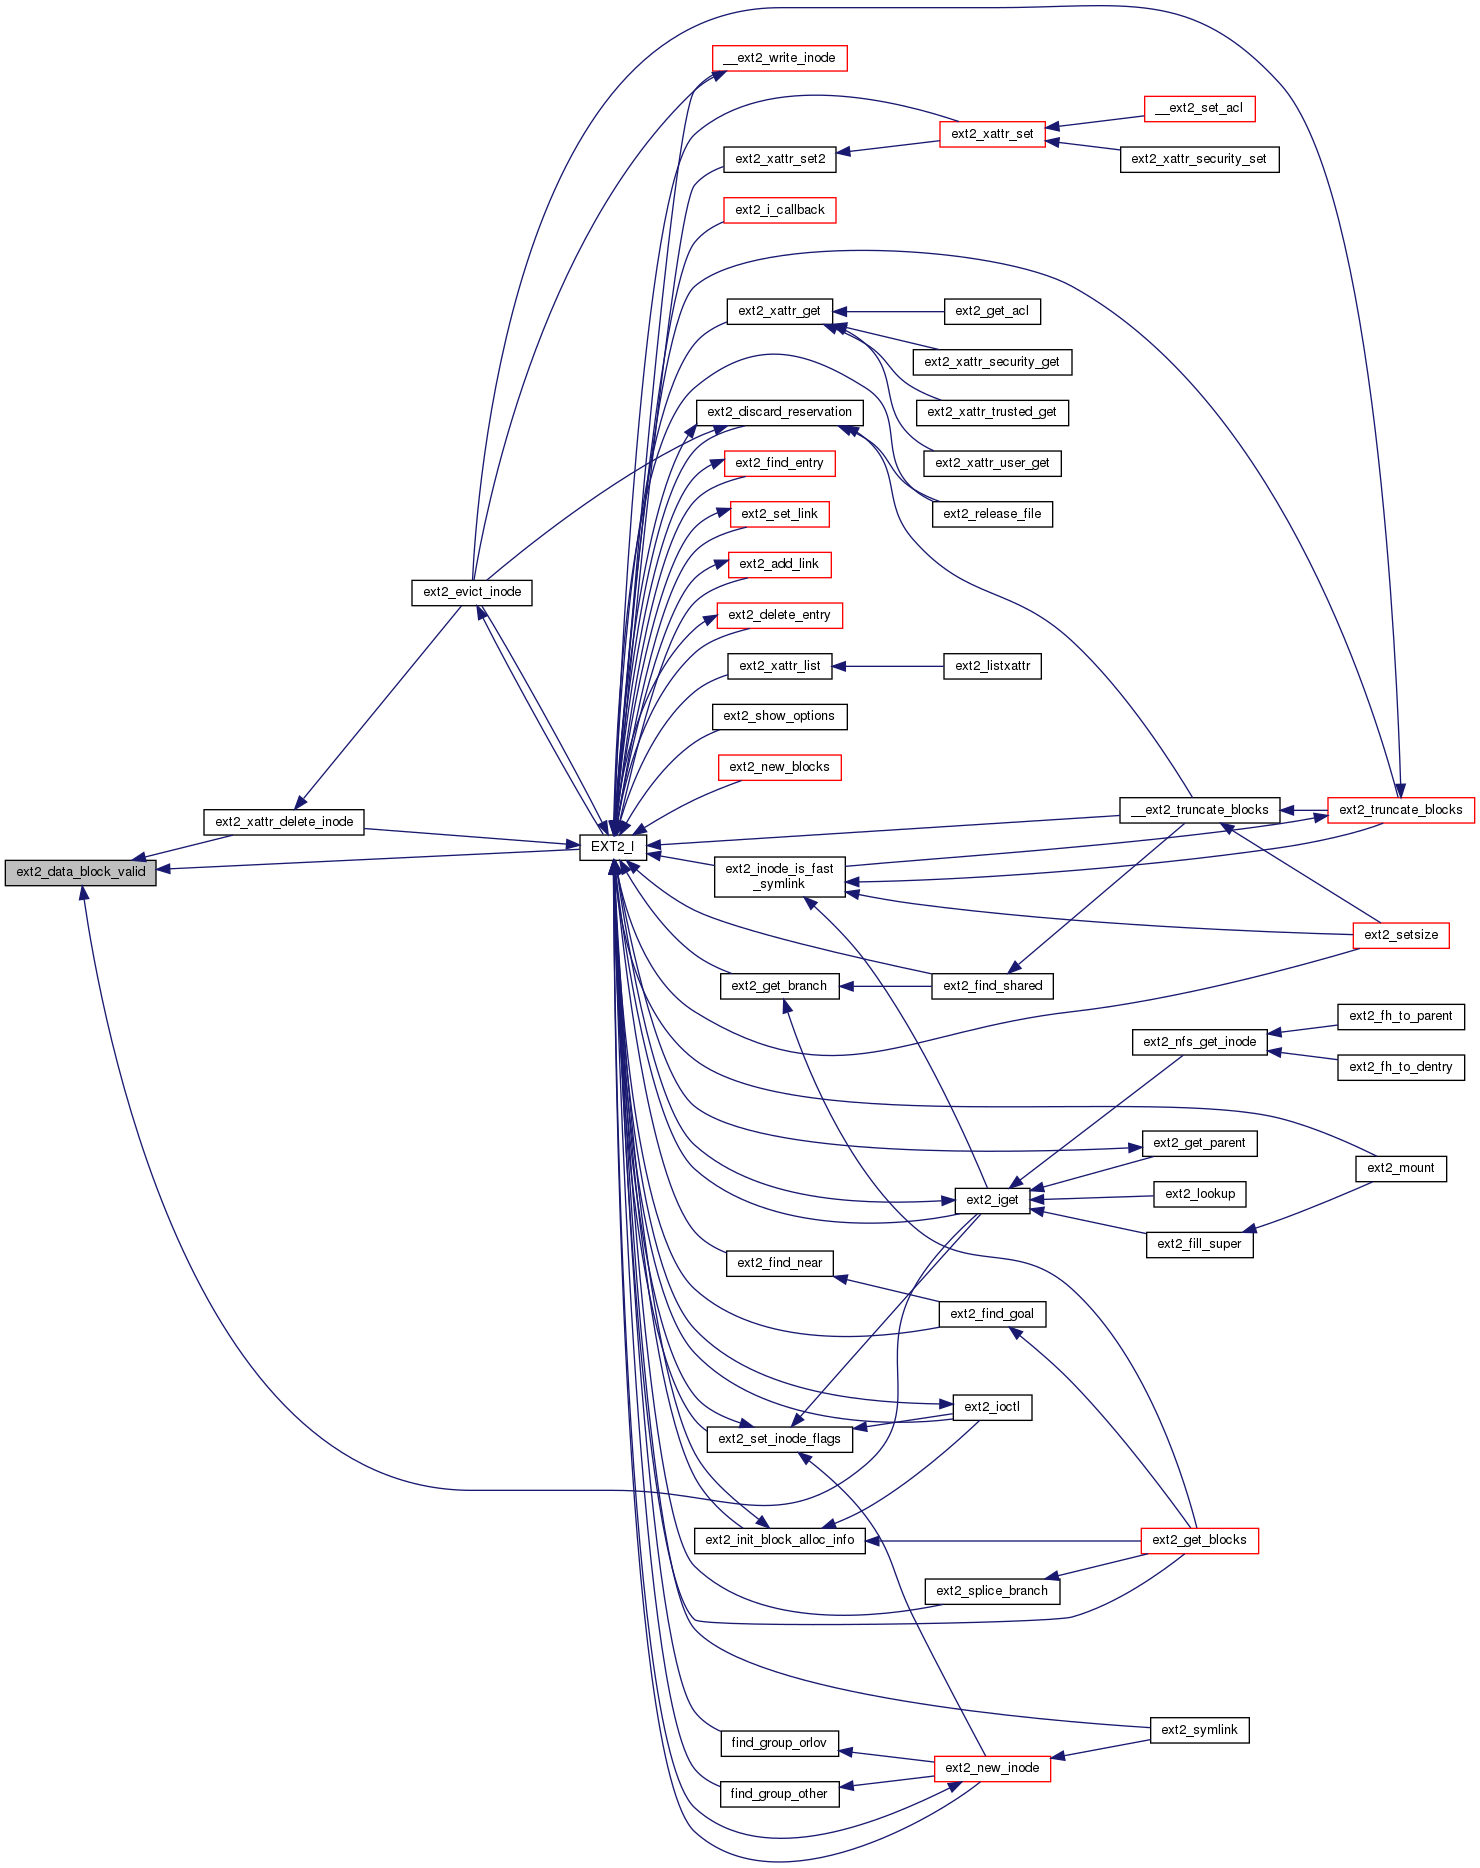 __ext2_write_inode
__ext2_set_acl
ext2_xattr_set
ext2_xattr_set2
ext2_xattr_security_set
ext2_i_callback
ext2_xattr_get
ext2_get_acl
ext2_xattr_security_get
ext2_discard_reservation
ext2_xattr_trusted_get
ext2_find_entry
ext2_xattr_user_get
ext2_set_link
ext2_release_file
ext2_add_link
ext2_evict_inode
ext2_delete_entry
ext2_xattr_list
ext2_listxattr
ext2_show_options
ext2_new_blocks
__ext2_truncate_blocks
ext2_truncate_blocks
ext2_xattr_delete_inode
EXT2_I
ext2_data_block_valid
ext2_inode_is_fast
_symlink
ext2_setsize
ext2_get_branch
ext2_find_shared
ext2_fh_to_parent
ext2_nfs_get_inode
ext2_fh_to_dentry
ext2_get_parent
ext2_mount
ext2_iget
ext2_lookup
ext2_fill_super
ext2_find_near
ext2_find_goal
ext2_ioctl
ext2_set_inode_flags
ext2_init_block_alloc_info
ext2_get_blocks
ext2_splice_branch
ext2_symlink
find_group_orlov
ext2_new_inode
find_group_other